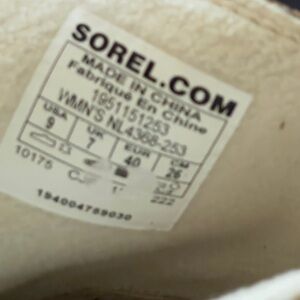 SOREL.COM
MADE IN CHINA
Fabriqué En Chine
1951151253
WMN'S NL4368-253
USA UK EUR CM
9 7 40 26
10175
222
194004759030